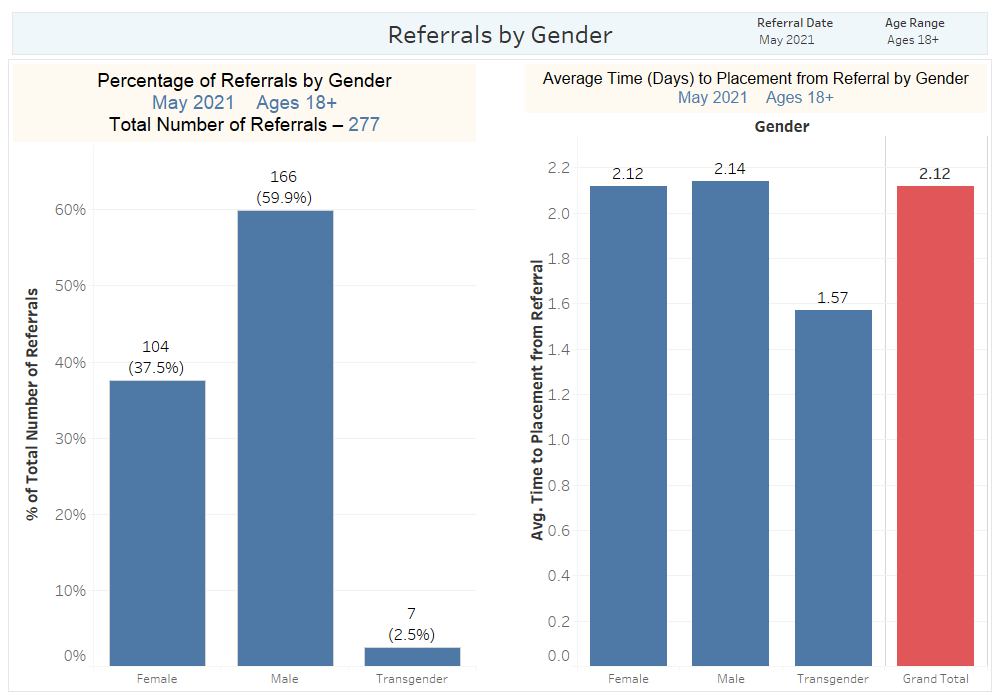 Referrals by Gender
Referral Date
May 2021
Age Range
Ages 18+
Percentage of Referrals by Gender
May 2021 Ages 18+
Total Number of Referrals – 277
% of Total Number of Referrals
60%
50%
40%
30%
20%
10%
0%
104
(37.5%)
166
(59.9%)
7
(2.5%)
Female
Male
Transgender
Average Time (Days) to Placement from Referral by Gender
May 2021 Ages 18+
Gender
Avg. Time to Placement from Referral
2.2
2.0
1.8
1.6
1.4
1.2
1.0
0.8
0.6
0.4
0.2
0.0
2.12
2.14
1.57
2.12
Female
Male
Transgender
Grand Total